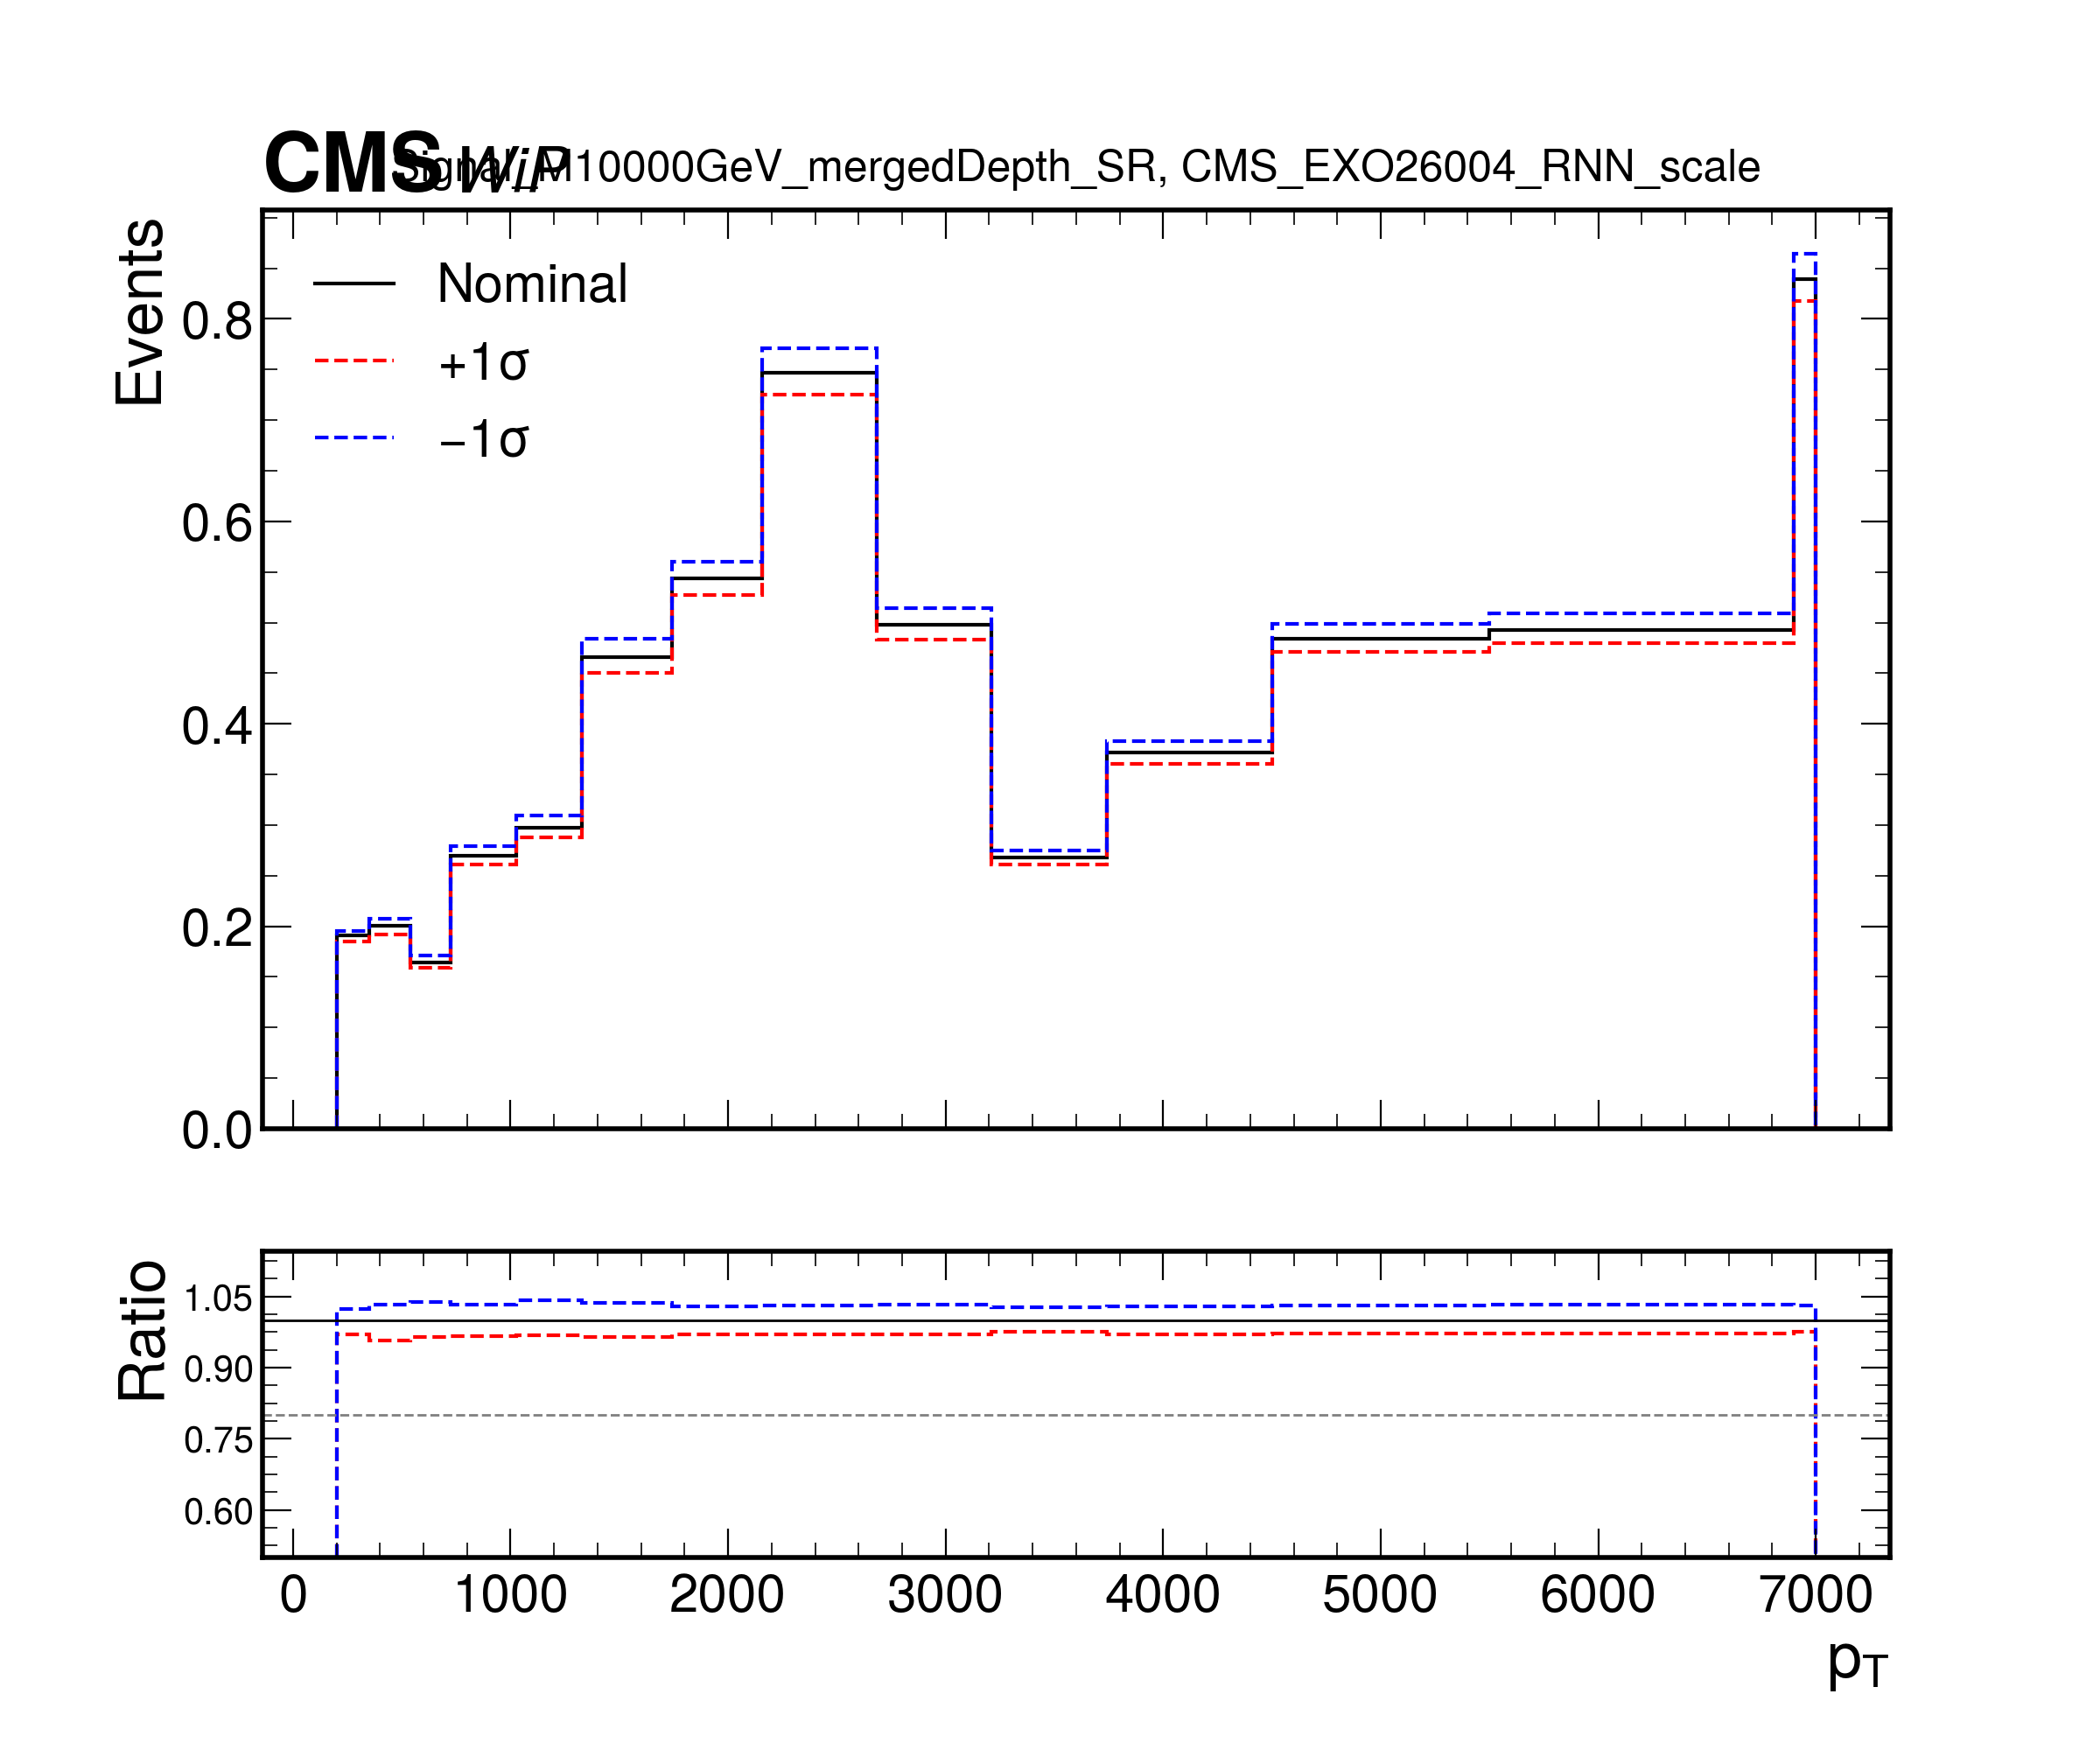 CMS WiP Signal_M10000GeV_mergedDepth_SR, CMS_EXO26004_RNN_scale
Events
Nominal
+1σ
−1σ
0.8
0.6
0.4
0.2
0.0
Ratio
1.05
0.90
0.75
0.60
0 1000 2000 3000 4000 5000 6000 7000
pT